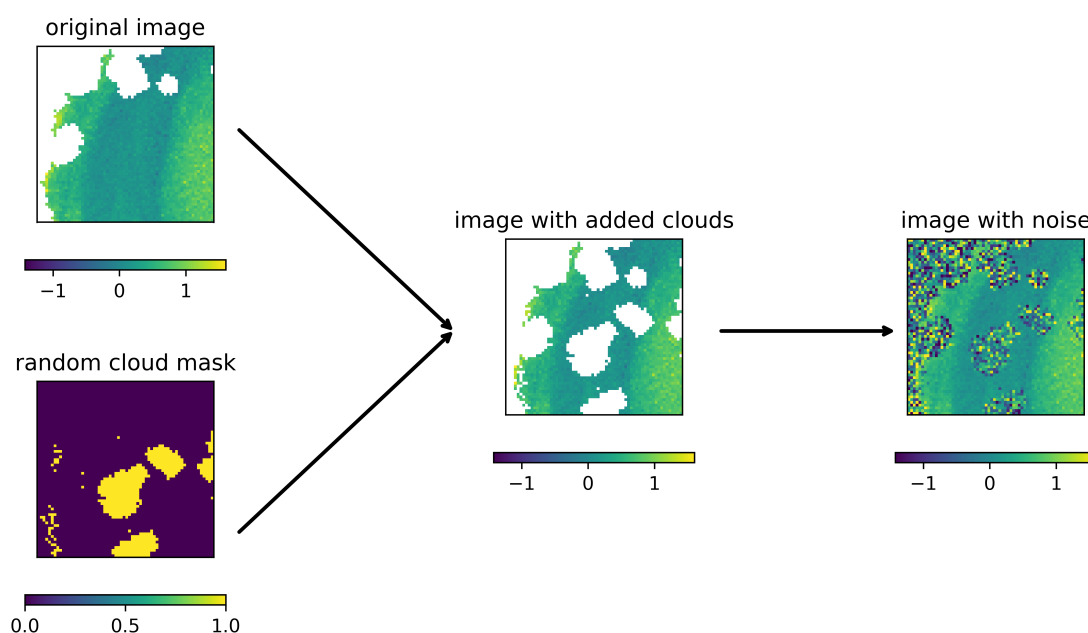 original image
−1 0 1
random cloud mask
0.0 0.5 1.0
image with added clouds
−1 0 1
image with noise
−1 0 1